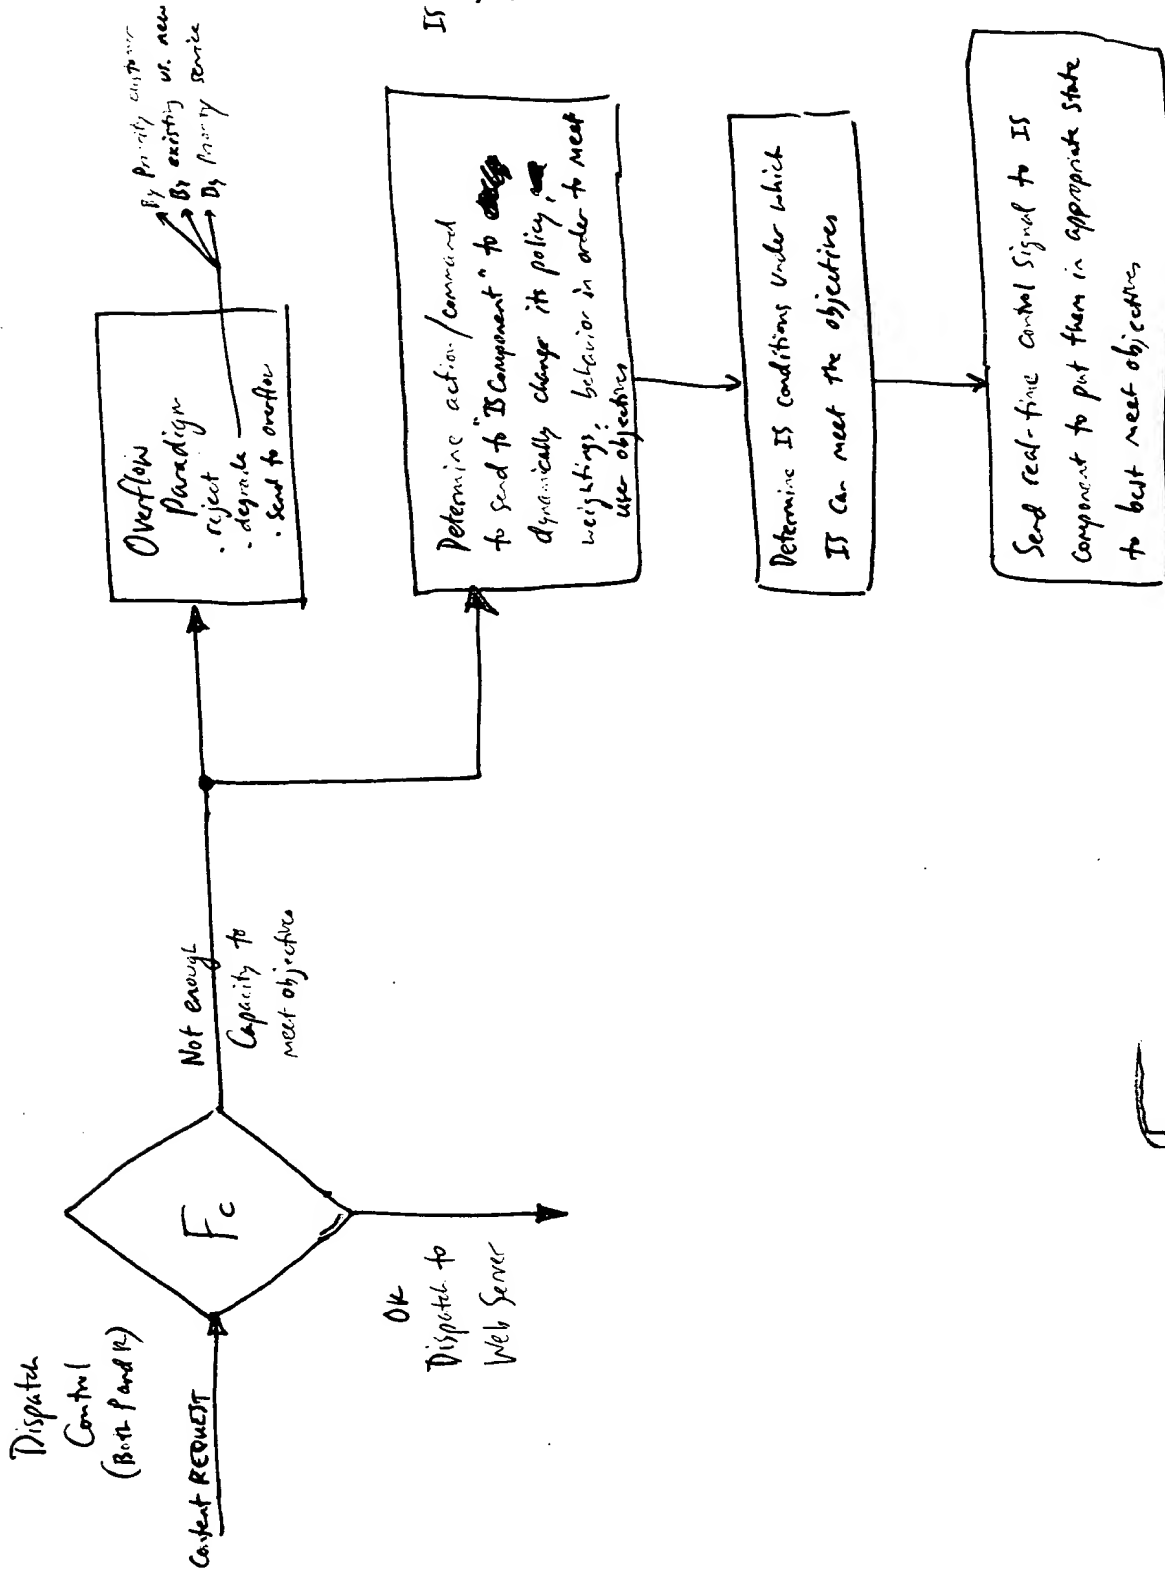 Dispatch
Control
(Both P and R)
Content REQUEST
Fc
OK
Dispatch to
Web Server
Not enough
Capacity to
meet objectives
Overflow
Paradigm
· reject
· degrade
· Send to overflow
By Priority customer
By existing vs. new
By Priority service
IS
Determine action/command
to send to "IS Component" to
dynamically change its policy,
weightings, behavior in order to meet
user objectives
Determine IS conditions under which
IS can meet the objectives
Send real-time control Signal to IS
Component to put them in appropriate state
to best meet objectives